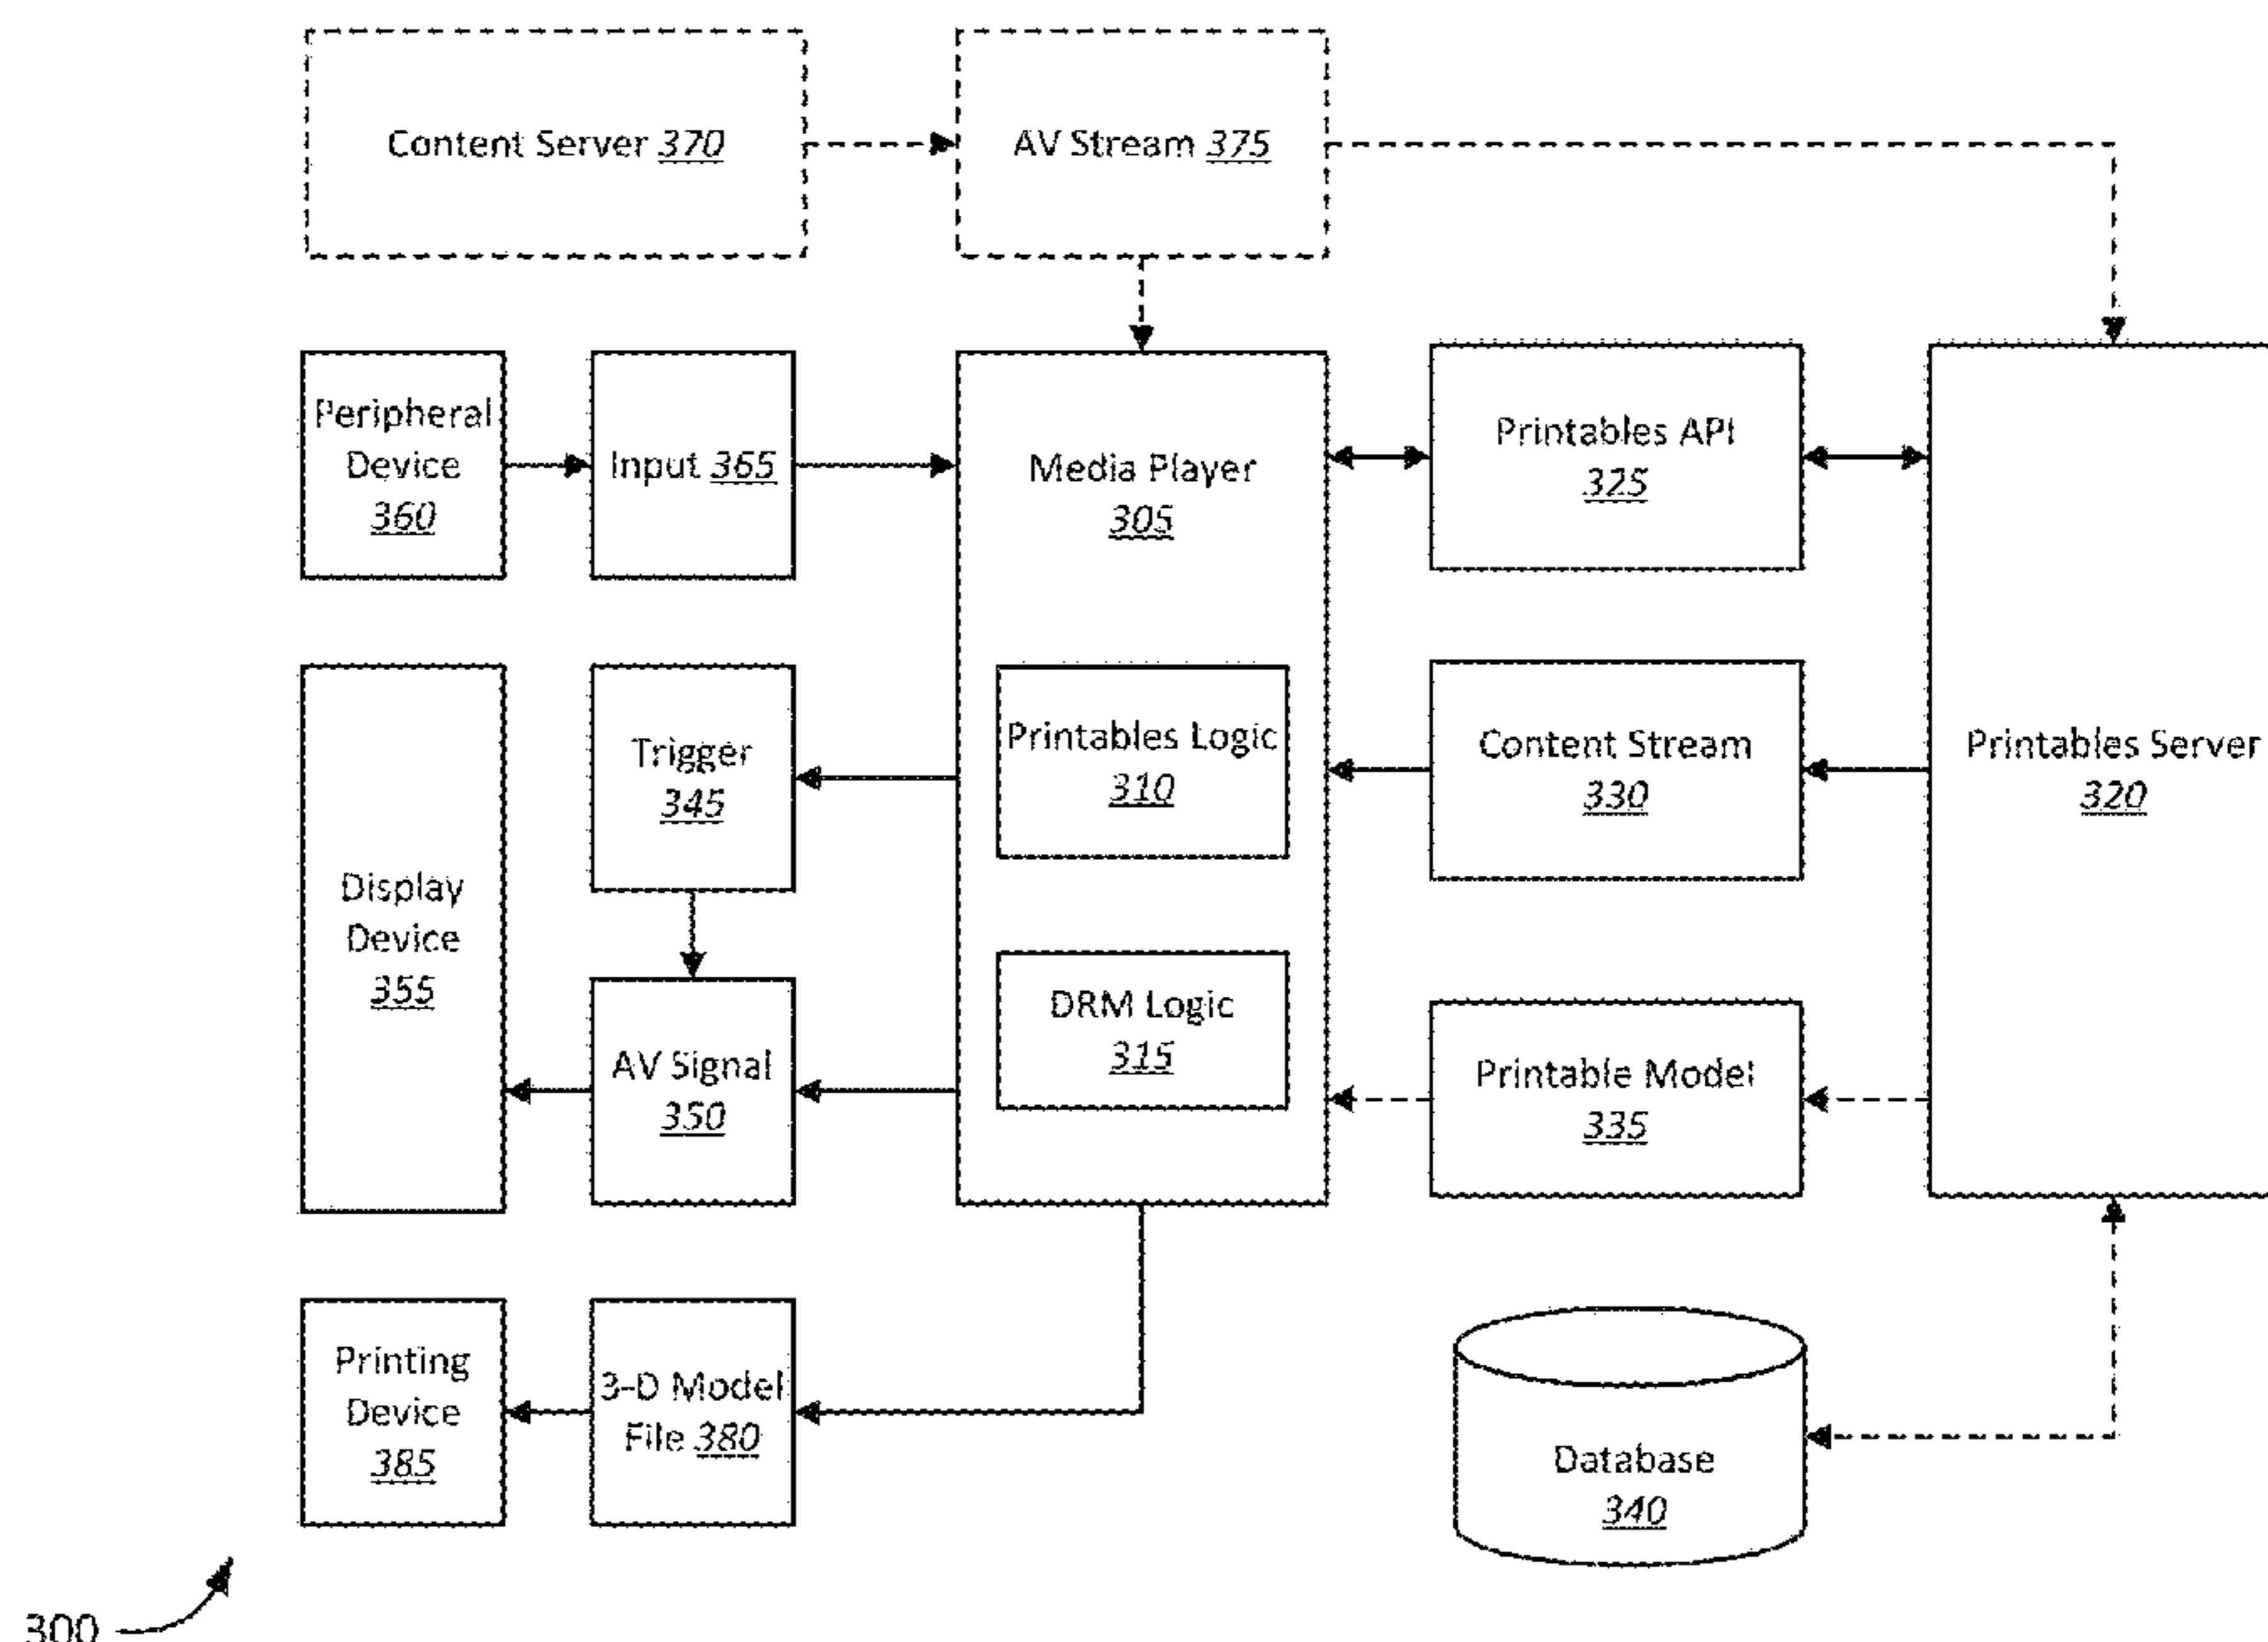 Content Server 370
AV Stream 375
Peripheral
Device
360
Input 365
Media Player
305
Printables API
325
Printables Logic
310
DRM Logic
315
Trigger
345
Content Stream
330
Printables Server
320
Display
Device
355
AV Signal
350
Printable Model
335
Printing
Device
385
3-D Model
File 380
Database
340
300